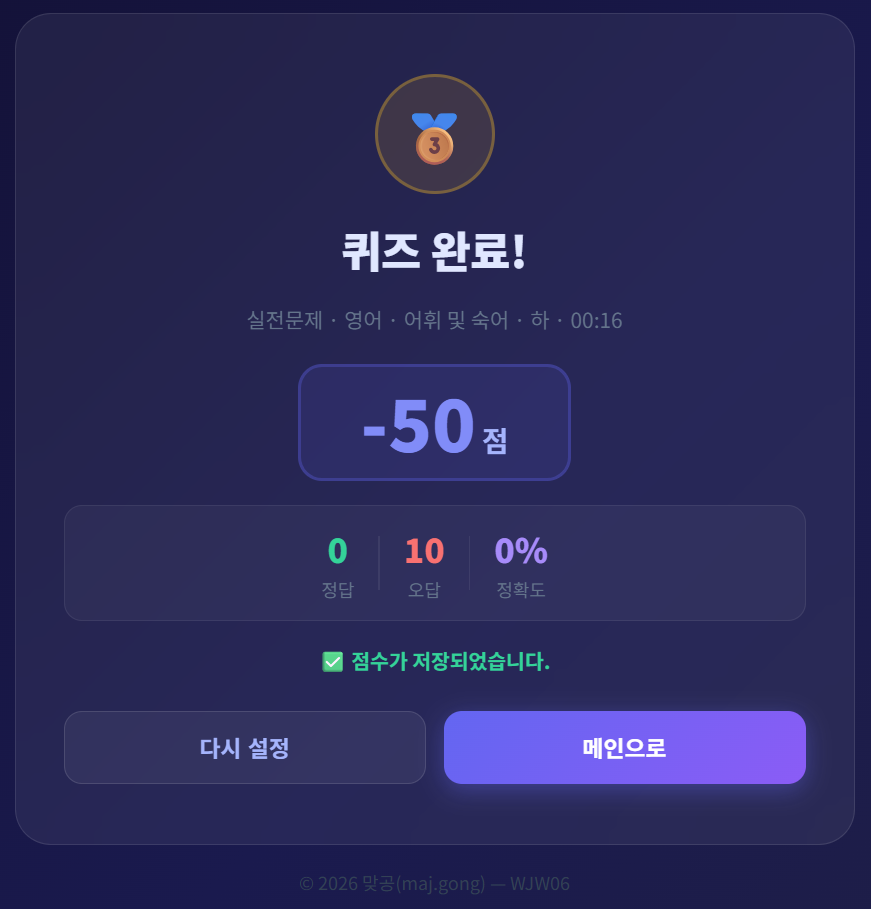 3
퀴즈 완료!
실전문제 · 영어 · 어휘 및 숙어 · 하 · 00:16
-50 점
0 10 0%
정답 오답 정확도
✅ 점수가 저장되었습니다.
다시 설정 메인으로
© 2026 맞공(maj.gong) — WJW06